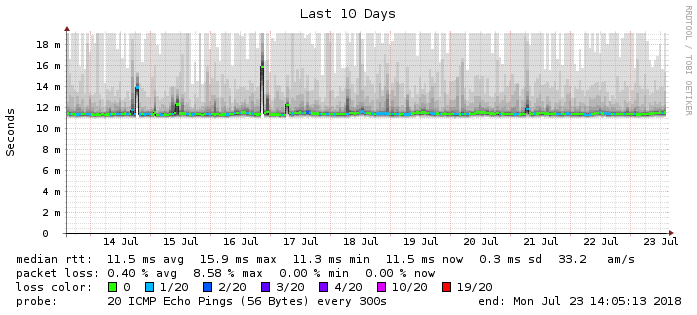 Last 10 Days
RRDTOOL / TOBI OETIKER
Seconds
18 m
16 m
14 m
12 m
10 m
8 m
6 m
4 m
2 m
0
14 Jul 15 Jul 16 Jul 17 Jul 18 Jul 19 Jul 20 Jul 21 Jul 22 Jul 23 Jul
median rtt: 11.5 ms avg 15.9 ms max 11.3 ms min 11.5 ms now 0.3 ms sd 33.2 am/s
packet loss: 0.40 % avg 8.58 % max 0.00 % min 0.00 % now
loss color: 0 1/20 2/20 3/20 4/20 10/20 19/20
probe: 20 ICMP Echo Pings (56 Bytes) every 300s end: Mon Jul 23 14:05:13 2018